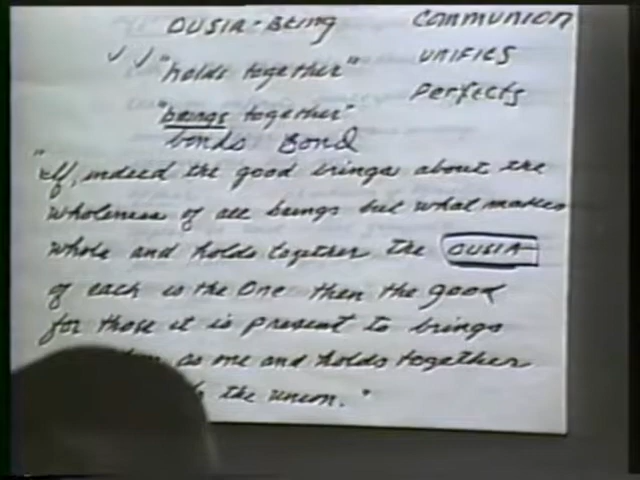 OUSIA - Being Communion
✓ ✓ "holds together" unifies
Perfects
"beings together"
bonds Bond
"If, indeed the good brings about the
wholeness of all beings but what makes
whole and holds together the OUSIA
of each is the One then the good
for those it is present to brings
as one and holds together
the union."